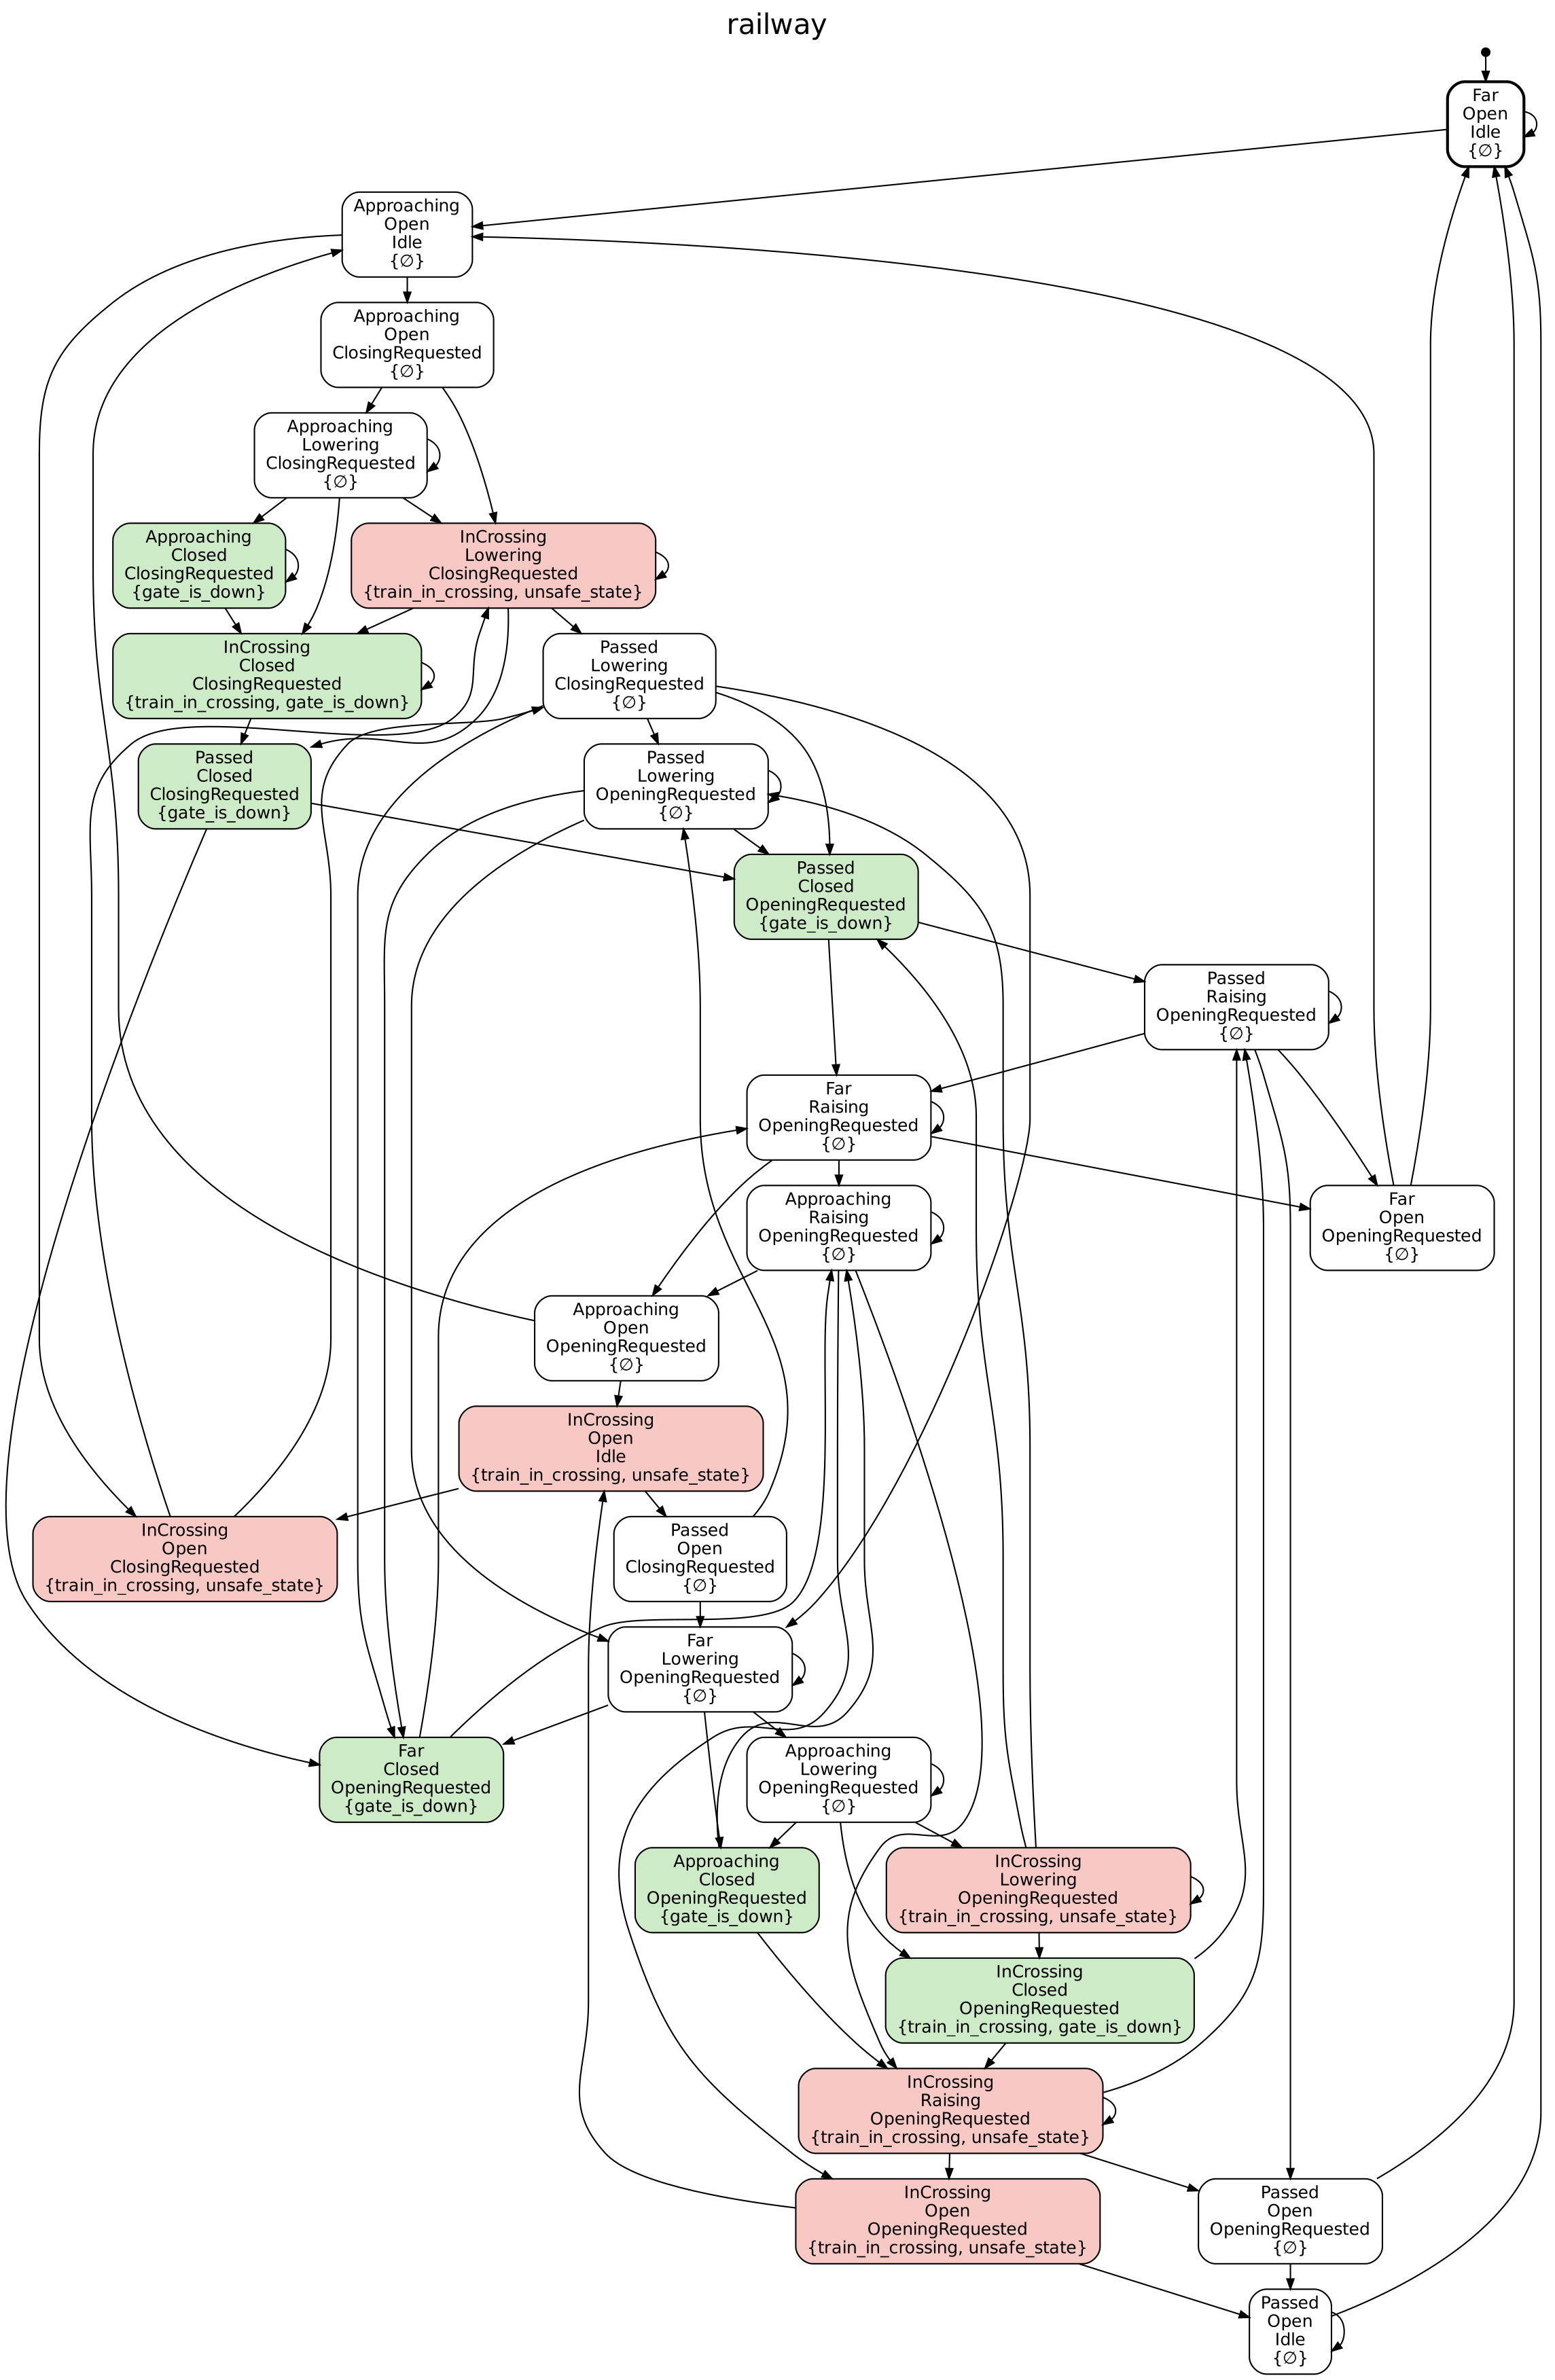 railway
Far
Open
Idle
{∅}
Approaching
Open
Idle
{∅}
Approaching
Open
ClosingRequested
{∅}
Approaching
Lowering
ClosingRequested
{∅}
Approaching
Closed
ClosingRequested
{gate_is_down}
InCrossing
Lowering
ClosingRequested
{train_in_crossing, unsafe_state}
InCrossing
Closed
ClosingRequested
{train_in_crossing, gate_is_down}
Passed
Lowering
ClosingRequested
{∅}
Passed
Closed
ClosingRequested
{gate_is_down}
Passed
Lowering
OpeningRequested
{∅}
Passed
Closed
OpeningRequested
{gate_is_down}
Passed
Raising
OpeningRequested
{∅}
Far
Raising
OpeningRequested
{∅}
Approaching
Raising
OpeningRequested
{∅}
Far
Open
OpeningRequested
{∅}
Approaching
Open
OpeningRequested
{∅}
InCrossing
Open
Idle
{train_in_crossing, unsafe_state}
InCrossing
Open
ClosingRequested
{train_in_crossing, unsafe_state}
Passed
Open
ClosingRequested
{∅}
Far
Lowering
OpeningRequested
{∅}
Far
Closed
OpeningRequested
{gate_is_down}
Approaching
Lowering
OpeningRequested
{∅}
Approaching
Closed
OpeningRequested
{gate_is_down}
InCrossing
Lowering
OpeningRequested
{train_in_crossing, unsafe_state}
InCrossing
Closed
OpeningRequested
{train_in_crossing, gate_is_down}
InCrossing
Raising
OpeningRequested
{train_in_crossing, unsafe_state}
InCrossing
Open
OpeningRequested
{train_in_crossing, unsafe_state}
Passed
Open
OpeningRequested
{∅}
Passed
Open
Idle
{∅}